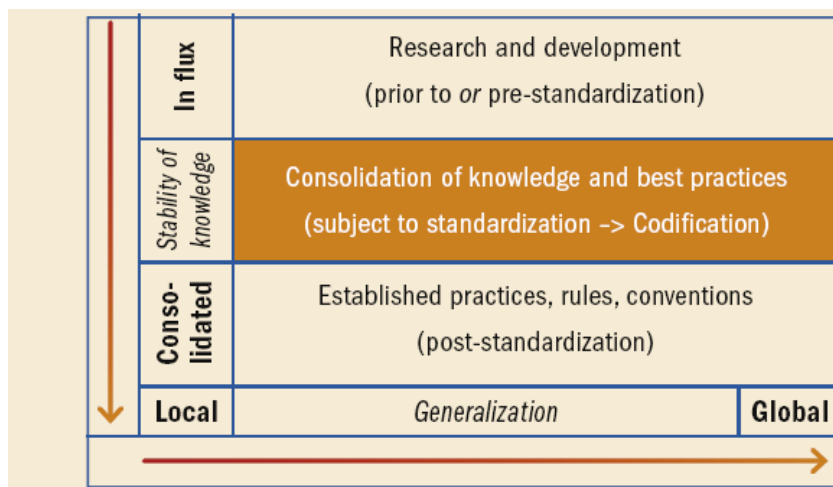 In flux
Research and development
(prior to or pre-standardization)
Stability of
knowledge
Consolidation of knowledge and best practices
(subject to standardization –> Codification)
Conso-
lidated
Established practices, rules, conventions
(post-standardization)
Local
Generalization
Global